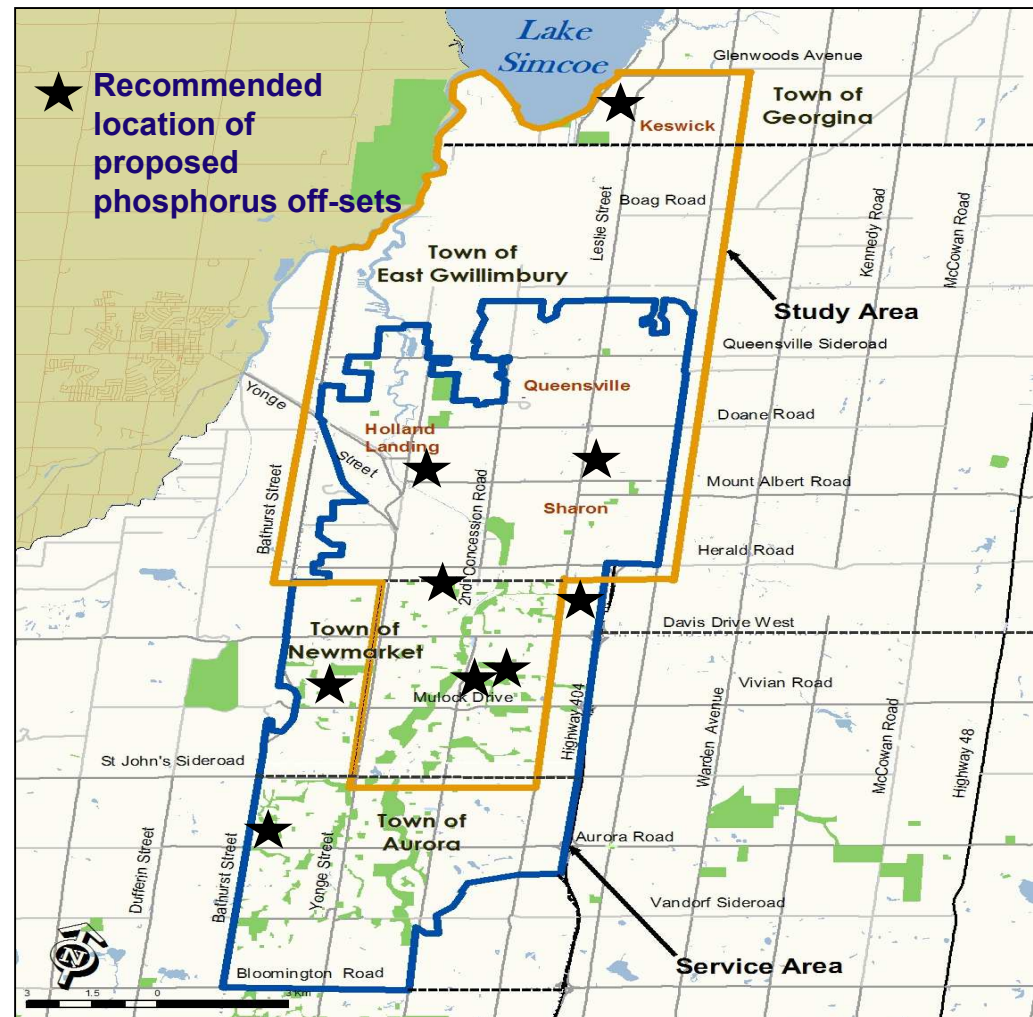 Lake
Simcoe
Glenwoods Avenue
Recommended
location of
proposed
phosphorus off-sets
Town of
Georgina
Keswick
Boag Road
Leslie Street
Kennedy Road
McCowan Road
Town of
East Gwillimbury
Study Area
Queensville Sideroad
Queensville
Yonge
Street
Doane Road
Holland
Landing
Bathurst Street
Mount Albert Road
Sharon
2nd Concession Road
Herald Road
Davis Drive West
Town of
Newmarket
Mulock Drive
Vivian Road
Highway 404
Warden Avenue
McCowan Road
Highway 48
St John's Sideroad
Town of
Aurora
Aurora Road
Dufferin Street
Bathurst Street
Yonge Street
Vandorf Sideroad
Service Area
N
Bloomington Road
3 1.5 0 3 Km